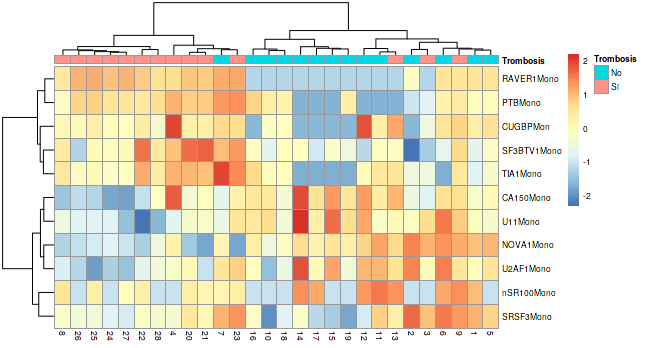 Trombosis
Trombosis
No
SI
2
1
0
-1
-2
RAVER1Mono
PTBMono
CUGBPMon
SF3BTV1Mono
TIA1Mono
CA150Mono
U11Mono
NOVA1Mono
U2AF1Mono
nSR100Mono
SRSF3Mono
8 26 25 24 27 22 28 4 20 21 7 23 16 10 18 14 17 15 19 12 11 13 2 3 6 9 1 5